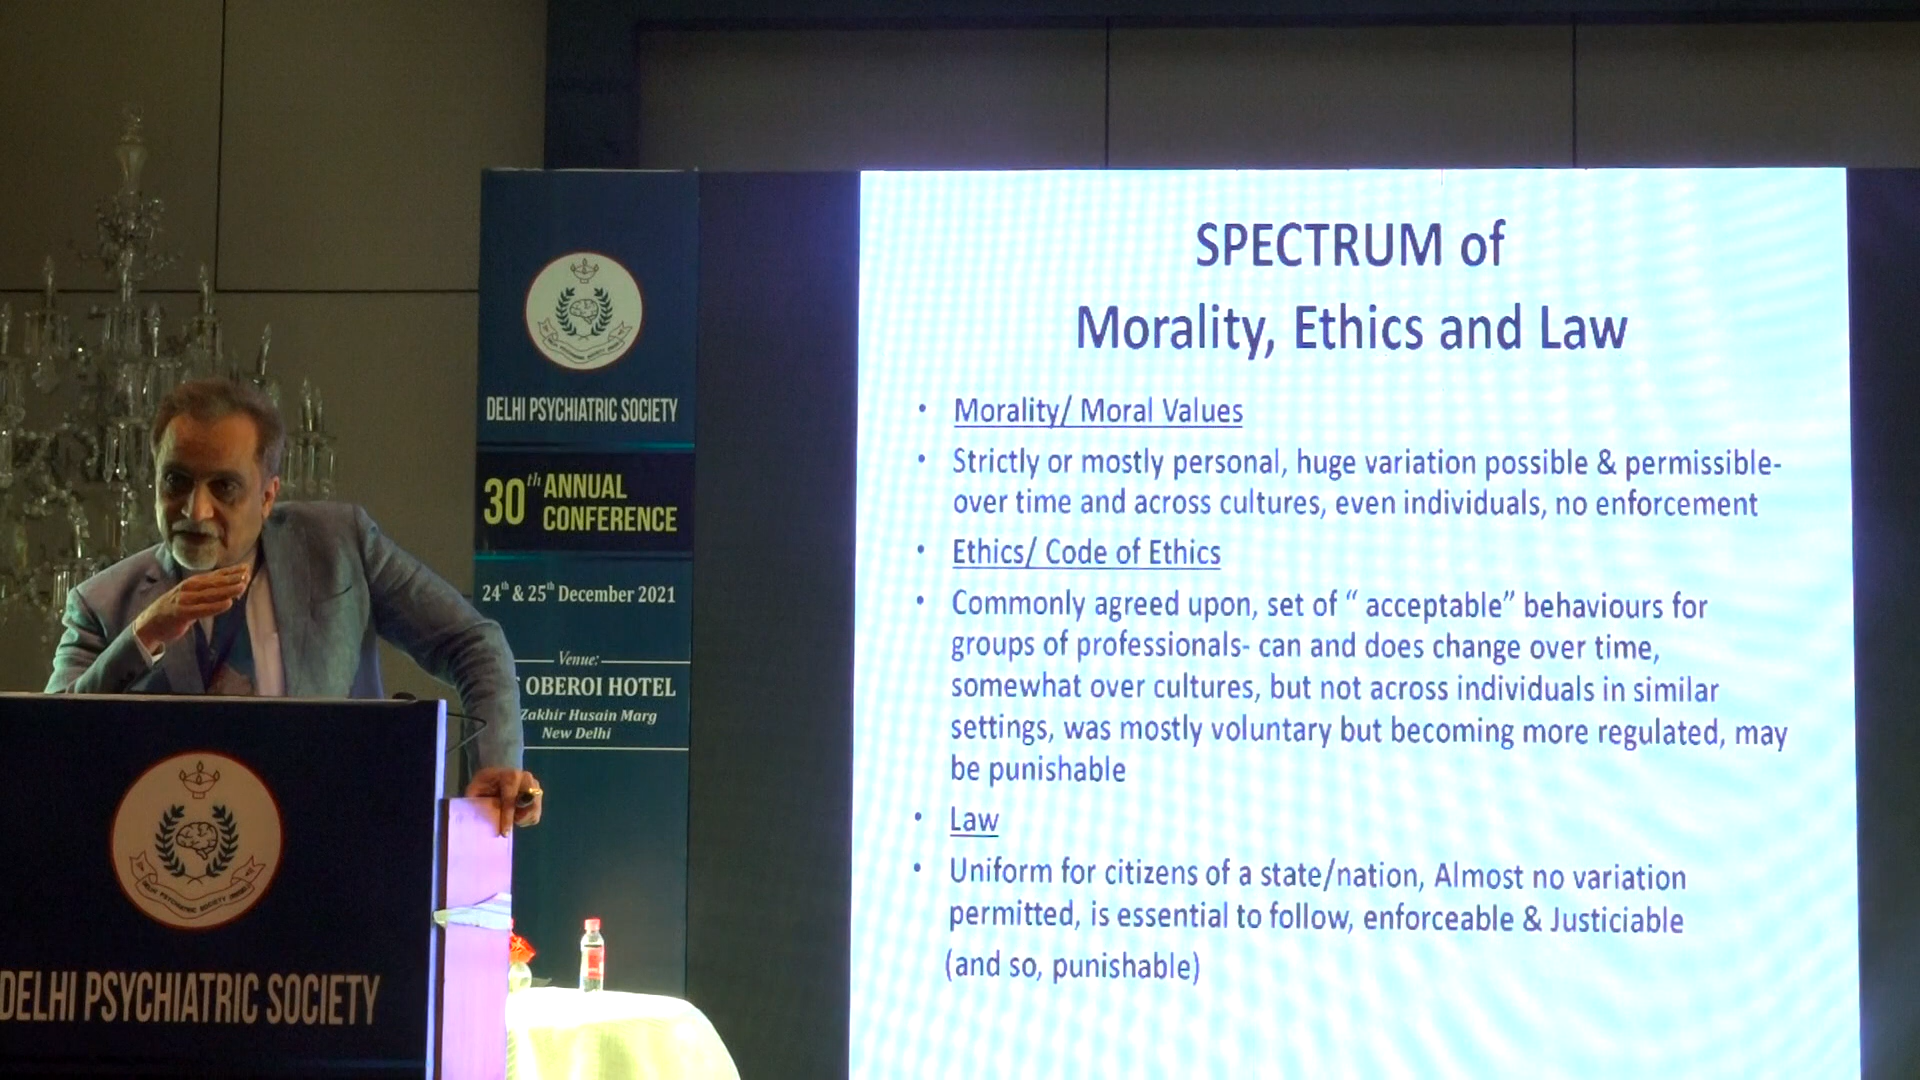 DELHI PSYCHIATRIC SOCIETY
30th ANNUAL
CONFERENCE
24th & 25th December 2021
Venue:
OBEROI HOTEL
Zakhir Husain Marg
New Delhi
DELHI PSYCHIATRIC SOCIETY
SPECTRUM of
Morality, Ethics and Law
• Morality/ Moral Values
• Strictly or mostly personal, huge variation possible & permissible-
over time and across cultures, even individuals, no enforcement
• Ethics/ Code of Ethics
• Commonly agreed upon, set of “ acceptable” behaviours for
groups of professionals- can and does change over time,
somewhat over cultures, but not across individuals in similar
settings, was mostly voluntary but becoming more regulated, may
be punishable
• Law
• Uniform for citizens of a state/nation, Almost no variation
permitted, is essential to follow, enforceable & Justiciable
(and so, punishable)